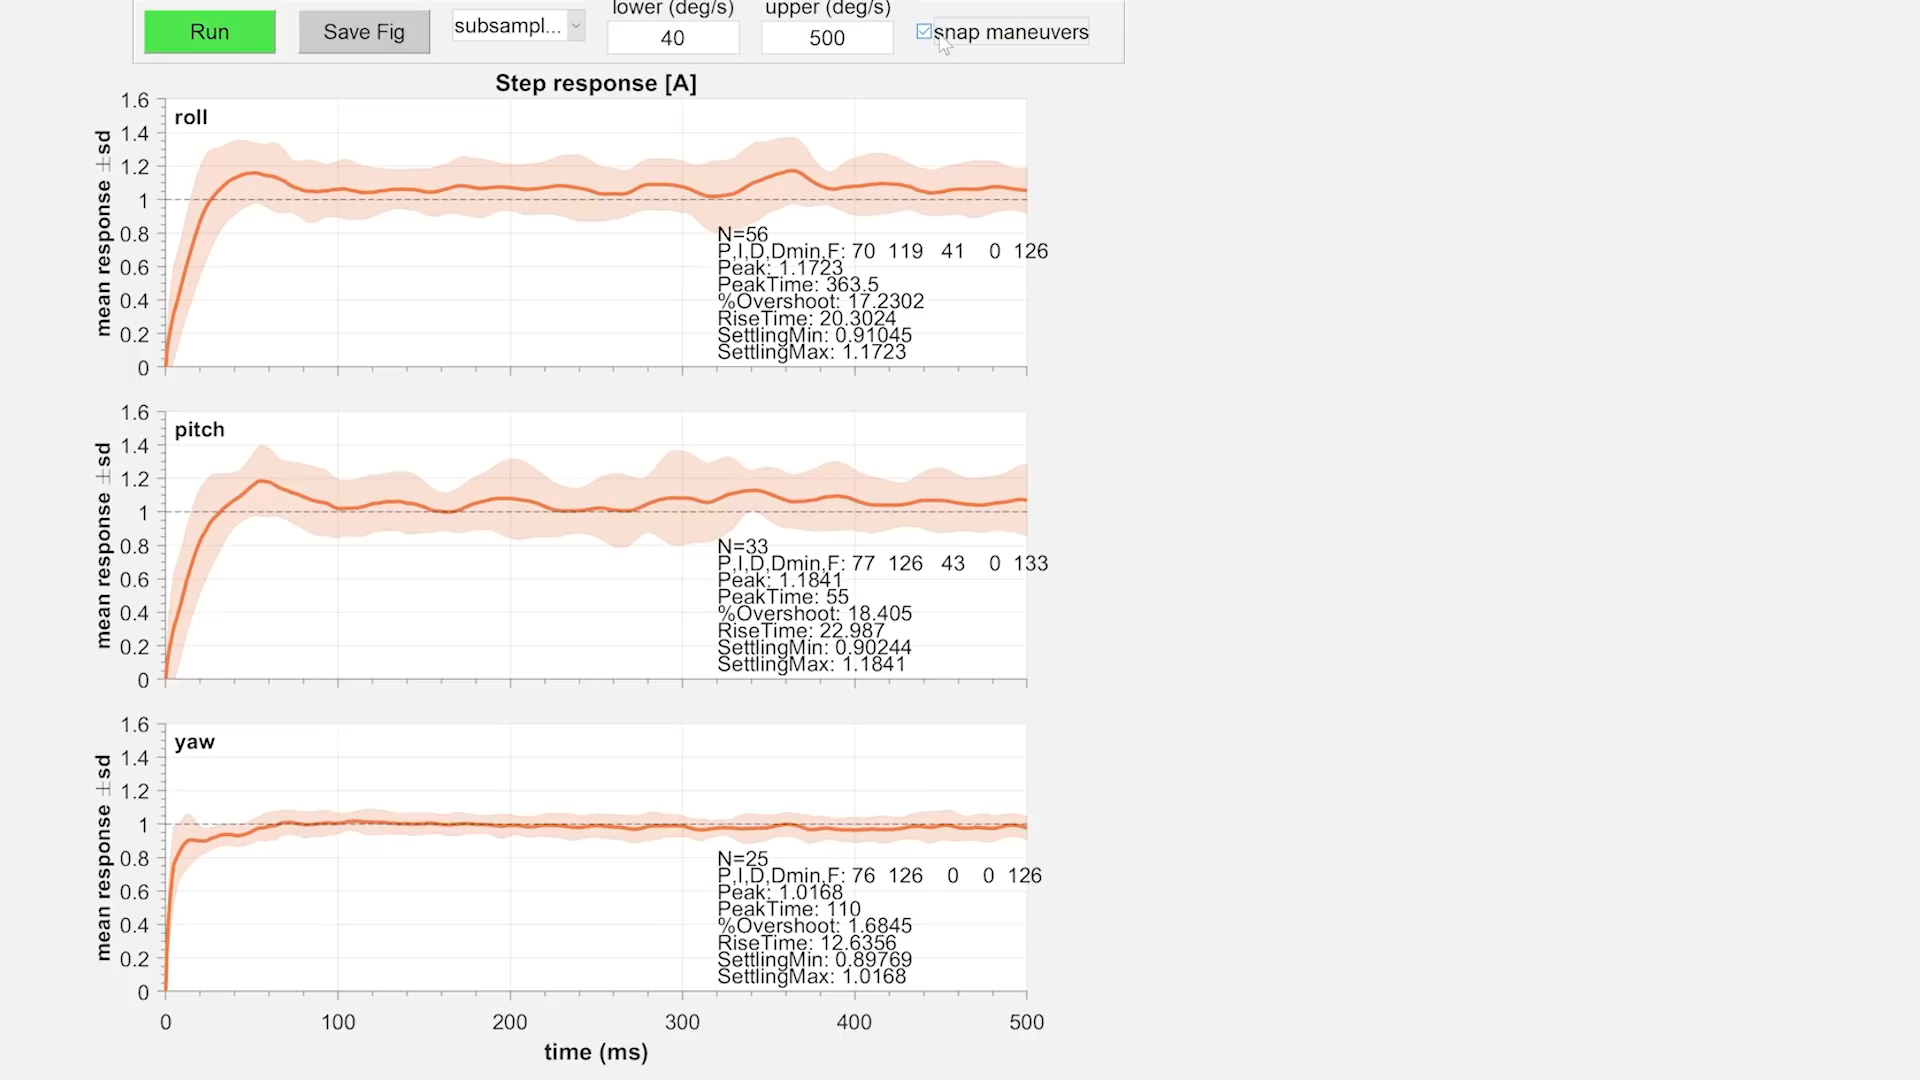 lower (deg/s)
upper (deg/s)
Run
Save Fig
subsampl...
40
500
snap maneuvers
Step response [A]
roll
mean response ±sd
1.6
1.4
1.2
1
0.8
0.6
0.4
0.2
0
N=56
P,I,D,Dmin,F: 70 119 41 0 126
Peak: 1.1723
PeakTime: 363.5
%Overshoot: 17.2302
RiseTime: 20.3024
SettlingMin: 0.91045
SettlingMax: 1.1723
pitch
mean response ±sd
1.6
1.4
1.2
1
0.8
0.6
0.4
0.2
0
N=33
P,I,D,Dmin,F: 77 126 43 0 133
Peak: 1.1841
PeakTime: 55
%Overshoot: 18.405
RiseTime: 22.987
SettlingMin: 0.90244
SettlingMax: 1.1841
yaw
mean response ±sd
1.6
1.4
1.2
1
0.8
0.6
0.4
0.2
0
N=25
P,I,D,Dmin,F: 76 126 0 0 126
Peak: 1.0168
PeakTime: 110
%Overshoot: 1.6845
RiseTime: 12.6356
SettlingMin: 0.89769
SettlingMax: 1.0168
0 100 200 300 400 500
time (ms)